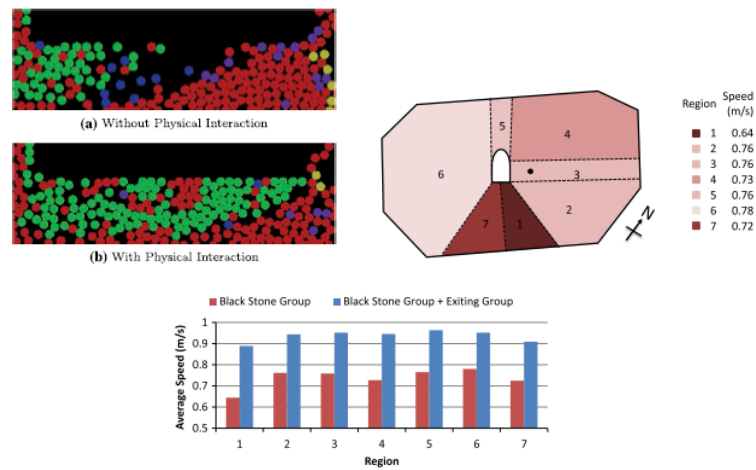 (a) Without Physical Interaction
(b) With Physical Interaction
5
4
6
3
2
7 1
N
Region Speed (m/s)
1 0.64
2 0.76
3 0.76
4 0.73
5 0.76
6 0.78
7 0.72
Black Stone Group Black Stone Group + Exiting Group
Average Speed (m/s)
1
0.9
0.8
0.7
0.6
0.5
1 2 3 4 5 6 7
Region